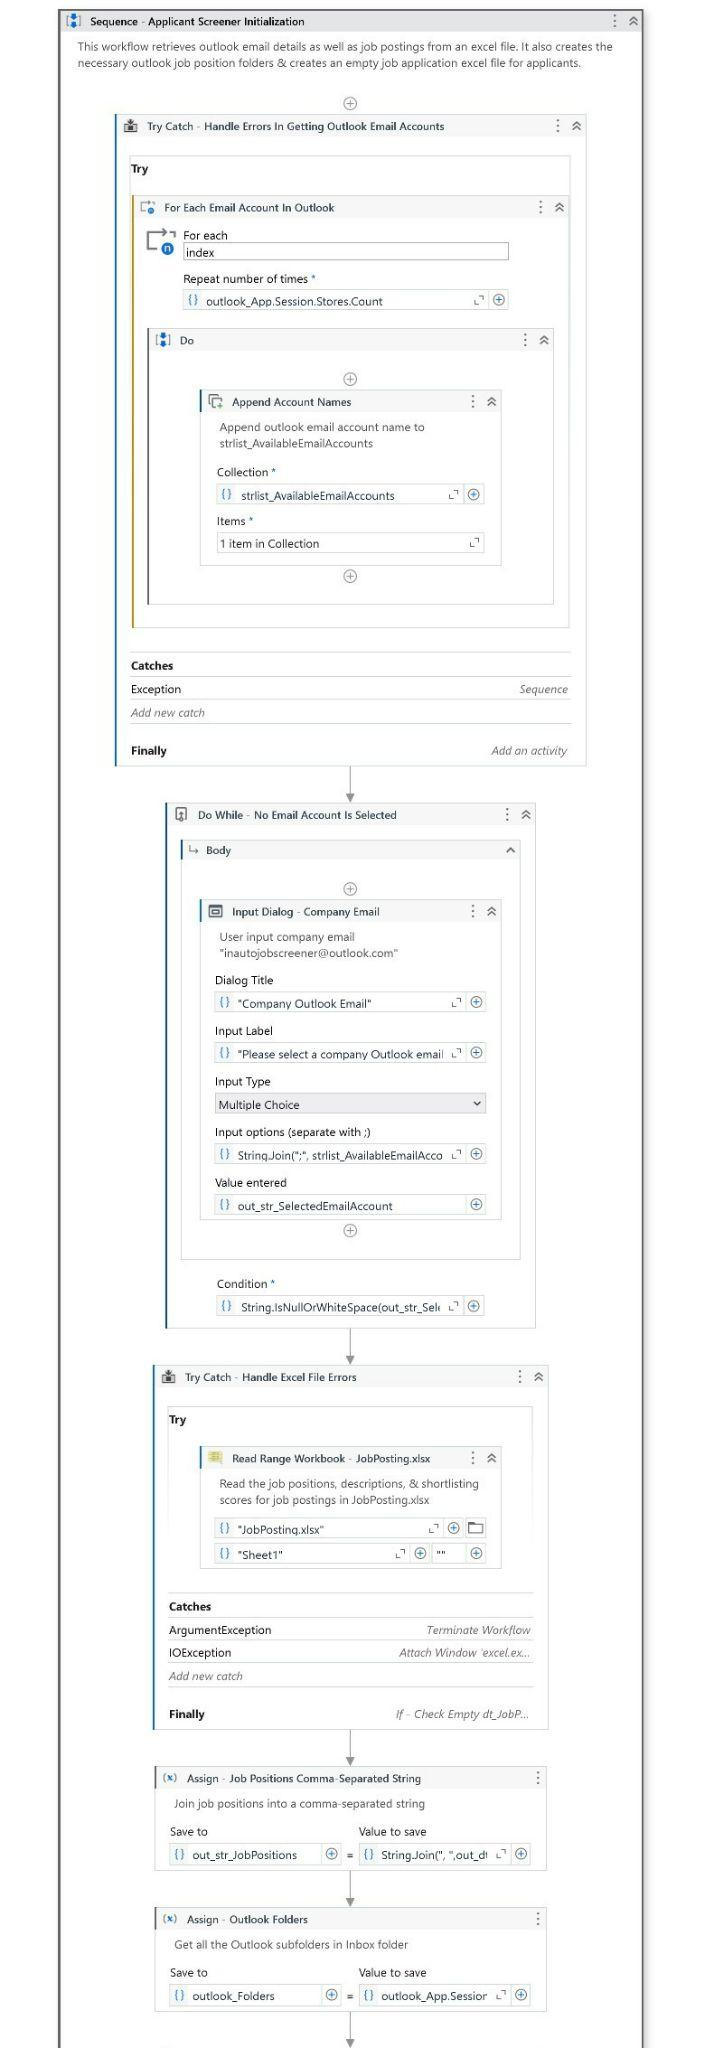 Sequence - Applicant Screener Initialization
This workflow retrieves outlook email details as well as job postings from an excel file. It also creates the
necessary outlook job position folders & creates an empty job application excel file for applicants.
Try Catch - Handle Errors In Getting Outlook Email Accounts
Try
For Each Email Account In Outlook
For each
index
Repeat number of times *
outlook_App.Session.Stores.Count
Do
Append Account Names
Append outlook email account name to
strlist_AvailableEmailAccounts
Collection *
strlist_AvailableEmailAccounts
Items *
1 item in Collection
Catches
Exception Sequence
Add new catch
Finally Add an activity
Do While - No Email Account Is Selected
Body
Input Dialog - Company Email
User input company email
"inautojobscreener@outlook.com"
Dialog Title
"Company Outlook Email"
Input Label
"Please select a company Outlook email
Input Type
Multiple Choice
Input options (separate with ;)
String.Join(";", strlist_AvailableEmailAcco
Value entered
out_str_SelectedEmailAccount
Condition *
String.IsNullOrWhiteSpace(out_str_Sele
Try Catch - Handle Excel File Errors
Try
Read Range Workbook - JobPosting.xlsx
Read the job positions, descriptions, & shortlisting
scores for job postings in JobPosting.xlsx
"JobPosting.xlsx"
"Sheet1" ""
Catches
ArgumentException Terminate Workflow
IOException Attach Window 'excel.ex...
Add new catch
Finally If - Check Empty dt_JobP...
(x) Assign - Job Positions Comma-Separated String
Join job positions into a comma-separated string
Save to Value to save
out_str_JobPositions = String.Join(", ",out_dt
(x) Assign - Outlook Folders
Get all the Outlook subfolders in Inbox folder
Save to Value to save
outlook_Folders = outlook_App.Session